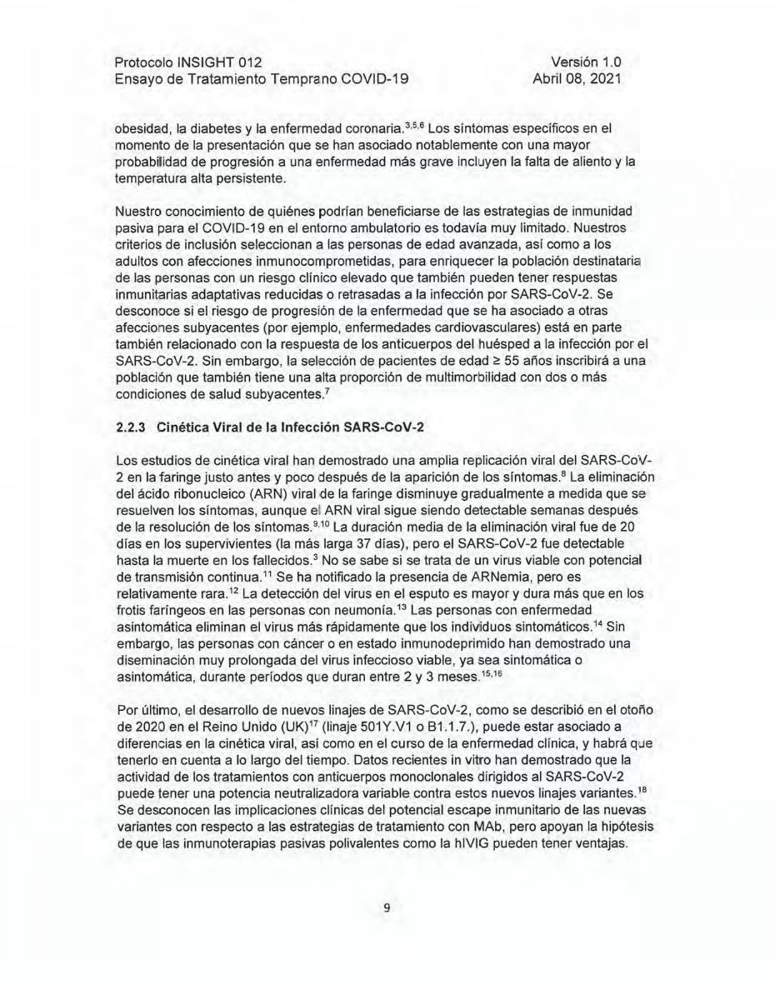 Protocolo INSIGHT 012 Versión 1.0
Ensayo de Tratamiento Temprano COVID-19 Abril 08, 2021
obesidad, la diabetes y la enfermedad coronaria.3,5,6 Los síntomas específicos en el
momento de la presentación que se han asociado notablemente con una mayor
probabilidad de progresión a una enfermedad más grave incluyen la falta de aliento y la
temperatura alta persistente.
Nuestro conocimiento de quiénes podrían beneficiarse de las estrategias de inmunidad
pasiva para el COVID-19 en el entorno ambulatorio es todavía muy limitado. Nuestros
criterios de inclusión seleccionan a las personas de edad avanzada, así como a los
adultos con afecciones inmunocomprometidas, para enriquecer la población destinataria
de las personas con un riesgo clínico elevado que también pueden tener respuestas
inmunitarias adaptativas reducidas o retrasadas a la infección por SARS-CoV-2. Se
desconoce si el riesgo de progresión de la enfermedad que se ha asociado a otras
afecciones subyacentes (por ejemplo, enfermedades cardiovasculares) está en parte
también relacionado con la respuesta de los anticuerpos del huésped a la infección por el
SARS-CoV-2. Sin embargo, la selección de pacientes de edad ≥ 55 años inscribirá a una
población que también tiene una alta proporción de multimorbilidad con dos o más
condiciones de salud subyacentes.7
2.2.3 Cinética Viral de la Infección SARS-CoV-2
Los estudios de cinética viral han demostrado una amplia replicación viral del SARS-CoV-
2 en la faringe justo antes y poco después de la aparición de los síntomas.8 La eliminación
del ácido ribonucleico (ARN) viral de la faringe disminuye gradualmente a medida que se
resuelven los síntomas, aunque el ARN viral sigue siendo detectable semanas después
de la resolución de los síntomas.9,10 La duración media de la eliminación viral fue de 20
días en los supervivientes (la más larga 37 días), pero el SARS-CoV-2 fue detectable
hasta la muerte en los fallecidos.3 No se sabe si se trata de un virus viable con potencial
de transmisión continua.11 Se ha notificado la presencia de ARNemia, pero es
relativamente rara.12 La detección del virus en el esputo es mayor y dura más que en los
frotis faríngeos en las personas con neumonía.13 Las personas con enfermedad
asintomática eliminan el virus más rápidamente que los individuos sintomáticos.14 Sin
embargo, las personas con cáncer o en estado inmunodeprimido han demostrado una
diseminación muy prolongada del virus infeccioso viable, ya sea sintomática o
asintomática, durante períodos que duran entre 2 y 3 meses.15,16
Por último, el desarrollo de nuevos linajes de SARS-CoV-2, como se describió en el otoño
de 2020 en el Reino Unido (UK)17 (linaje 501Y.V1 o B1.1.7.), puede estar asociado a
diferencias en la cinética viral, así como en el curso de la enfermedad clínica, y habrá que
tenerlo en cuenta a lo largo del tiempo. Datos recientes in vitro han demostrado que la
actividad de los tratamientos con anticuerpos monoclonales dirigidos al SARS-CoV-2
puede tener una potencia neutralizadora variable contra estos nuevos linajes variantes.18
Se desconocen las implicaciones clínicas del potencial escape inmunitario de las nuevas
variantes con respecto a las estrategias de tratamiento con MAb, pero apoyan la hipótesis
de que las inmunoterapias pasivas polivalentes como la hIVIG pueden tener ventajas.
9